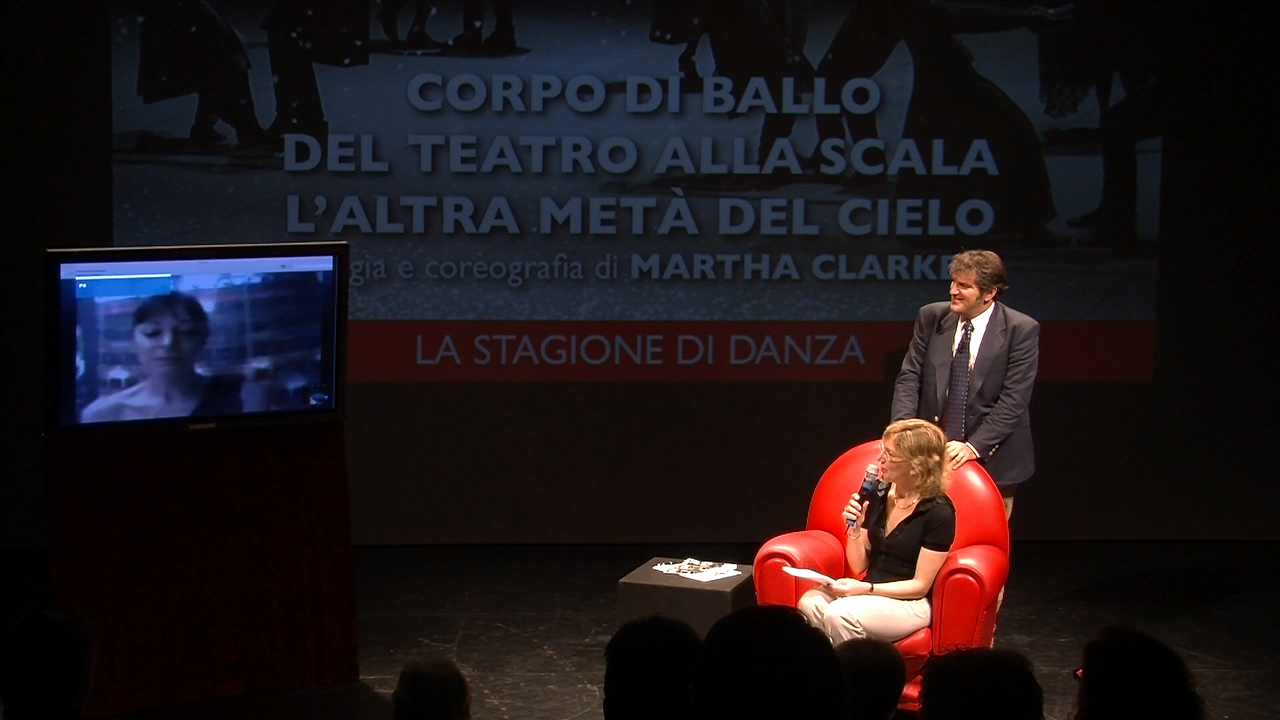 CORPO DI BALLO
DEL TEATRO ALLA SCALA
L'ALTRA METÀ DEL CIELO
gia e coreografia di MARTHA CLARKE
LA STAGIONE DI DANZA